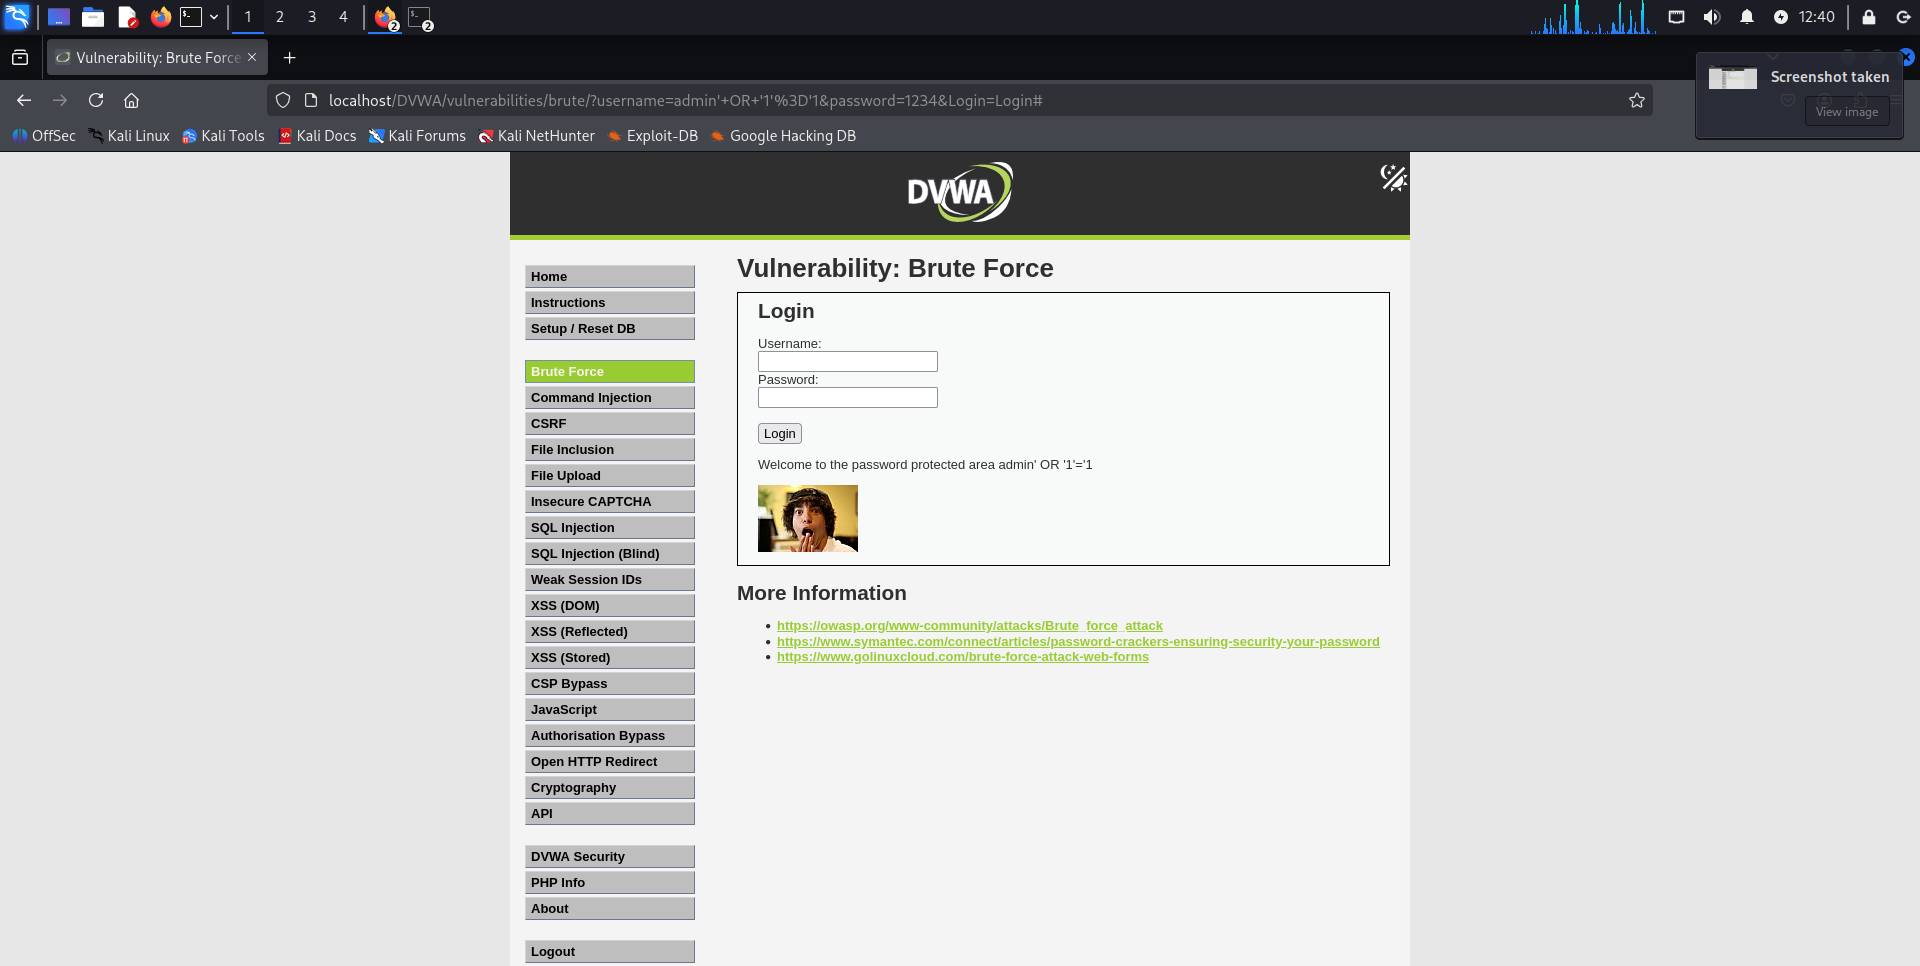 1 2 3 4 2 2 12:40
Vulnerability: Brute Force
Screenshot taken
View image
localhost/DVWA/vulnerabilities/brute/?username=admin'+OR+'1'%3D'1&password=1234&Login=Login#
OffSec Kali Linux Kali Tools Kali Docs Kali Forums Kali NetHunter Exploit-DB Google Hacking DB
DVWA
Home
Instructions
Setup / Reset DB
Brute Force
Command Injection
CSRF
File Inclusion
File Upload
Insecure CAPTCHA
SQL Injection
SQL Injection (Blind)
Weak Session IDs
XSS (DOM)
XSS (Reflected)
XSS (Stored)
CSP Bypass
JavaScript
Authorisation Bypass
Open HTTP Redirect
Cryptography
API
DVWA Security
PHP Info
About
Logout
Vulnerability: Brute Force
Login
Username:
Password:
Login
Welcome to the password protected area admin' OR '1'='1
More Information
https://owasp.org/www-community/attacks/Brute_force_attack
https://www.symantec.com/connect/articles/password-crackers-ensuring-security-your-password
https://www.golinuxcloud.com/brute-force-attack-web-forms